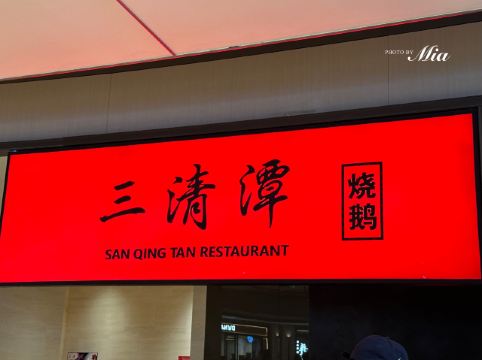 PHOTO BY Mia
三清潭
烧鹅
SAN QING TAN RESTAURANT